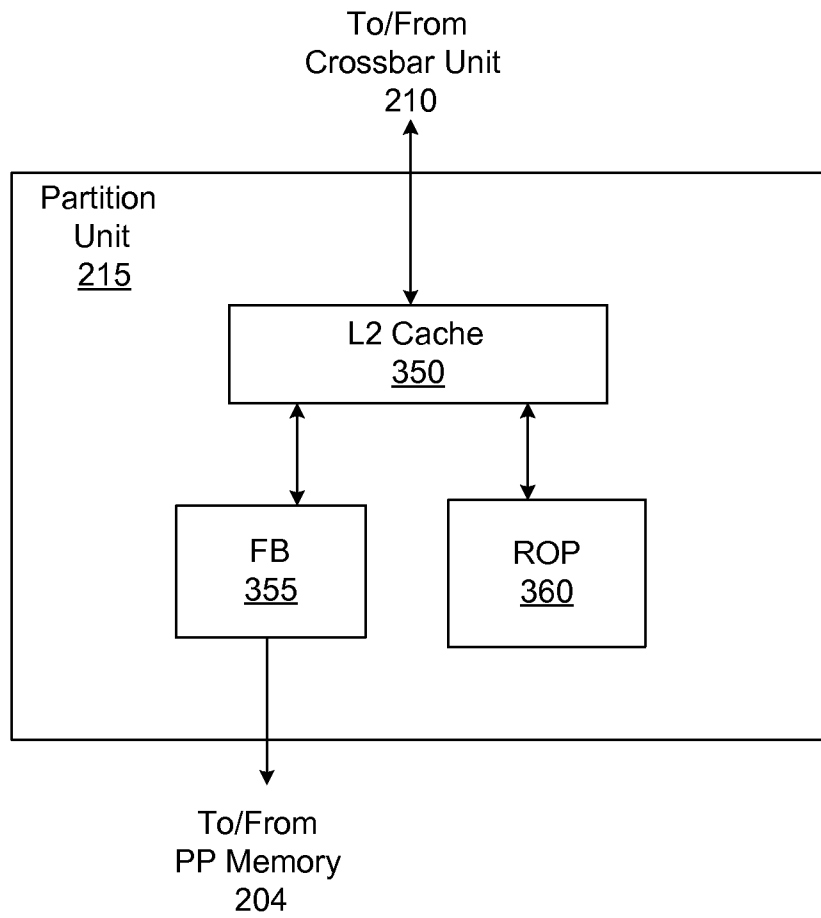 To/From
Crossbar Unit
210
Partition
Unit
215
L2 Cache
350
FB
355
ROP
360
To/From
PP Memory
204